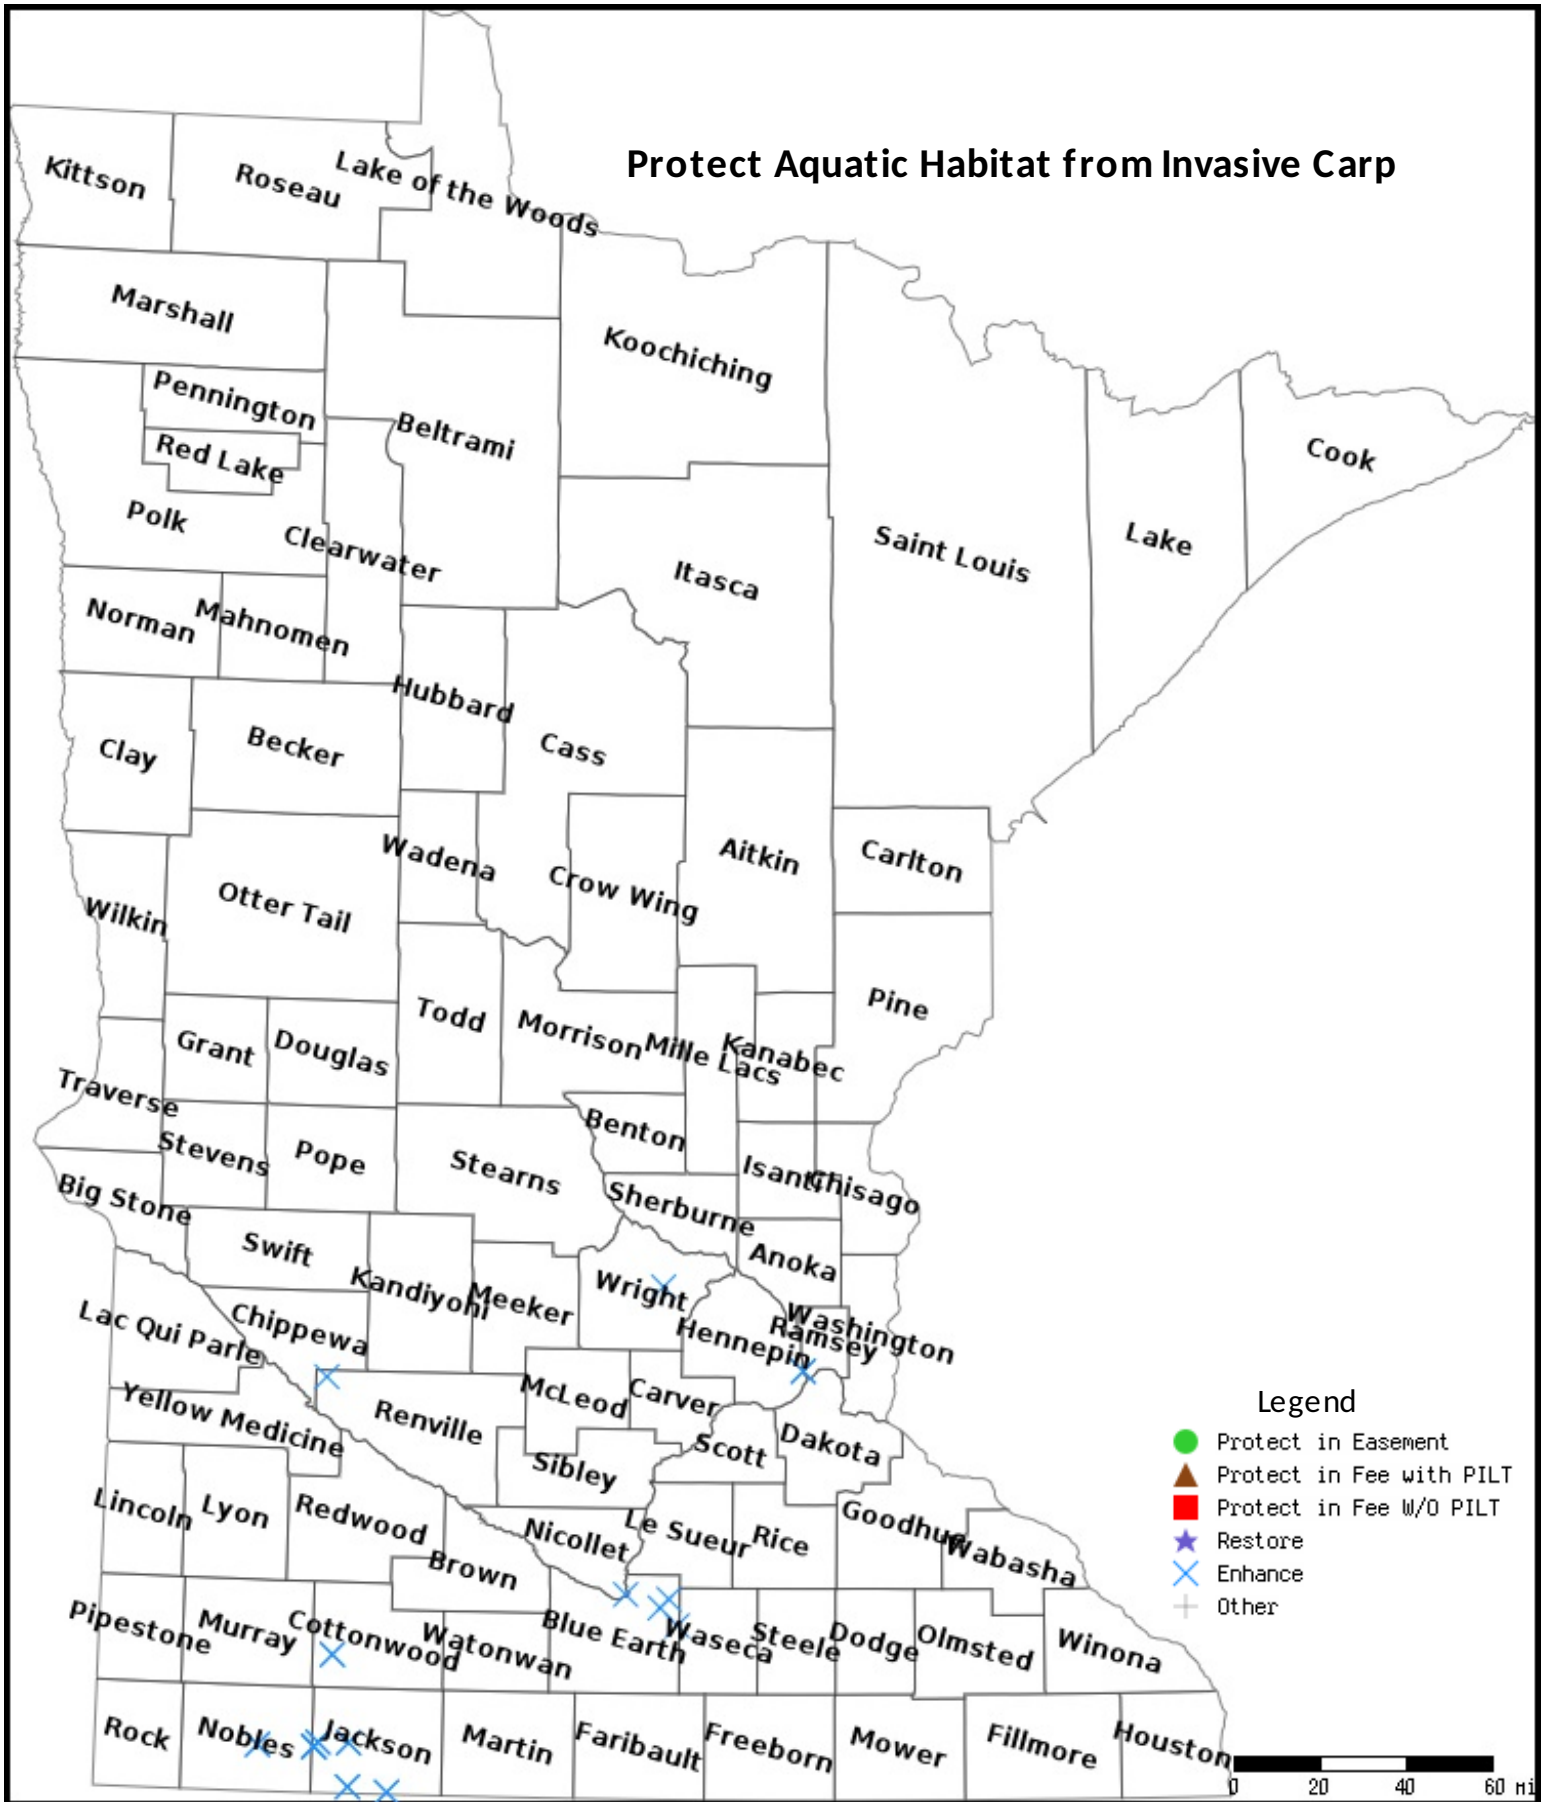 Protect Aquatic Habitat from Invasive Carp
Kittson
Roseau
Lake of the Woods
Marshall
Koochiching
Pennington
Beltrami
Red Lake
Cook
Polk
Clearwater
Saint Louis
Lake
Itasca
Norman
Mahnomen
Hubbard
Clay
Becker
Cass
Wadena
Aitkin
Carlton
Crow Wing
Otter Tail
Wilkin
Pine
Todd
Morrison
Mille Lacs
Kanabec
Grant
Douglas
Traverse
Benton
Stevens
Pope
Stearns
Isanti
Chisago
Big Stone
Sherburne
Swift
Anoka
Kandiyohi
Meeker
Wright
Lac Qui Parle
Chippewa
Hennepin
Ramsey
Washington
McLeod
Carver
Yellow Medicine
Renville
Scott
Dakota
Sibley
Legend
Protect in Easement
Protect in Fee with PILT
Protect in Fee W/O PILT
Restore
Enhance
Other
Lincoln
Lyon
Redwood
Nicollet
Le Sueur
Rice
Goodhue
Wabasha
Brown
Pipestone
Murray
Cottonwood
Watonwan
Blue Earth
Waseca
Steele
Dodge
Olmsted
Winona
Rock
Nobles
Jackson
Martin
Faribault
Freeborn
Mower
Fillmore
Houston
0 20 40 60 mi